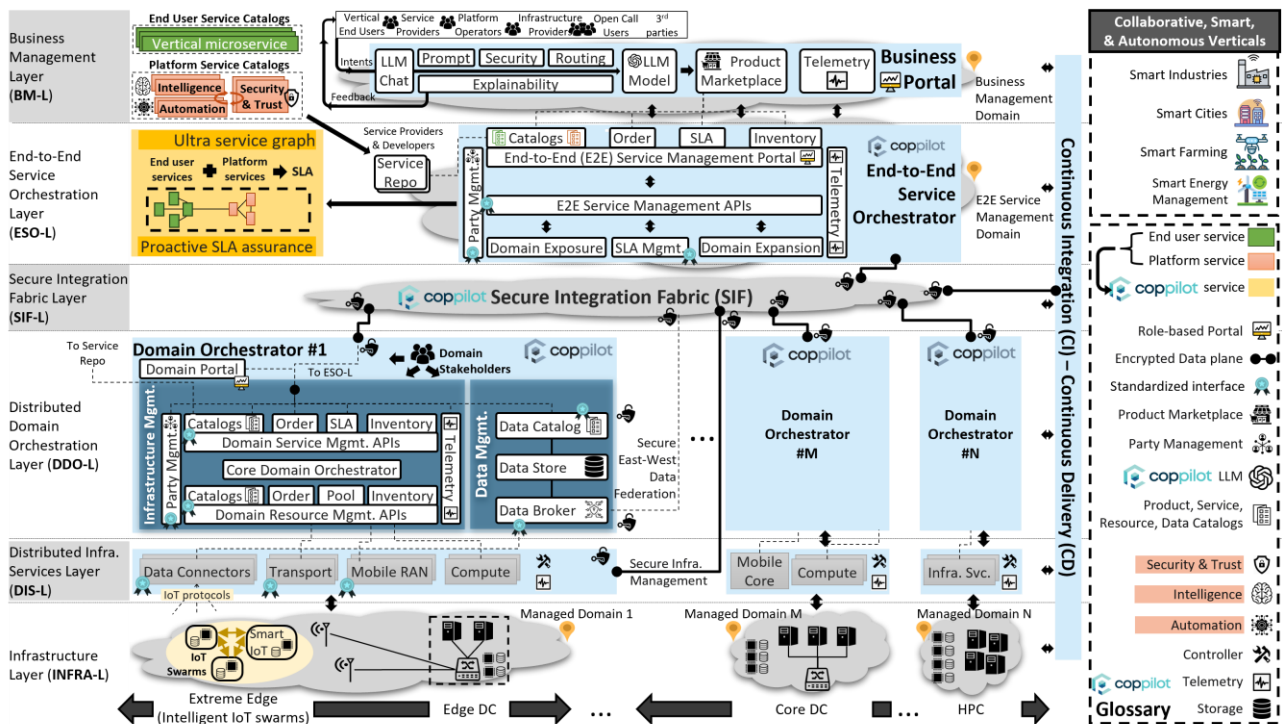 Business
Management
Layer
(BM-L)
End User Service Catalogs
Vertical microservice
Platform Service Catalogs
Intelligence
Automation
Security
& Trust
Vertical
End Users
Service
Providers
Platform
Operators
Infrastructure
Providers
Open Call
Users
3rd
parties
Intents
Feedback
LLM
Chat
Prompt
Security
Routing
Explainability
LLM
Model
Product
Marketplace
Telemetry
Business
Portal
Business
Management
Domain
End-to-End
Service
Orchestration
Layer
(ESO-L)
Ultra service graph
End user
services
Platform
services
SLA
Proactive SLA assurance
Service Providers
& Developers
Service
Repo
Party Mgmt.
Catalogs
Order
SLA
Inventory
End-to-End (E2E) Service Management Portal
E2E Service Management APIs
Domain Exposure
SLA Mgmt.
Domain Expansion
Telemetry
coppilot
End-to-End
Service
Orchestrator
E2E Service
Management
Domain
Secure Integration
Fabric Layer
(SIF-L)
coppilot Secure Integration Fabric (SIF)
Distributed
Domain
Orchestration
Layer (DDO-L)
To Service
Repo
Domain Orchestrator #1
Domain Portal
To ESO-L
Domain
Stakeholders
coppilot
Infrastructure Mgmt.
Party Mgmt.
Catalogs
Order
SLA
Inventory
Domain Service Mgmt. APIs
Core Domain Orchestrator
Catalogs
Order
Pool
Inventory
Domain Resource Mgmt. APIs
Telemetry
Data Mgmt.
Data Catalog
Data Store
Data Broker
Secure
East-West
Data
Federation
...
coppilot
Domain
Orchestrator
#M
coppilot
Domain
Orchestrator
#N
Distributed Infra.
Services Layer
(DIS-L)
Data Connectors
Transport
Mobile RAN
Compute
Secure Infra.
Management
Mobile
Core
Compute
Infra. Svc.
IoT protocols
Infrastructure
Layer (INFRA-L)
IoT
Swarms
Smart
IoT
Managed Domain 1
Managed Domain M
Managed Domain N
Extreme Edge
(Intelligent IoT swarms)
Edge DC
...
Core DC
...
HPC
Continuous Integration (CI) – Continuous Delivery (CD)
Collaborative, Smart,
& Autonomous Verticals
Smart Industries
Smart Cities
Smart Farming
Smart Energy
Management
End user service
Platform service
coppilot service
Role-based Portal
Encrypted Data plane
Standardized interface
Product Marketplace
Party Management
coppilot LLM
Product, Service,
Resource, Data Catalogs
Security & Trust
Intelligence
Automation
Controller
coppilot Telemetry
Glossary
Storage